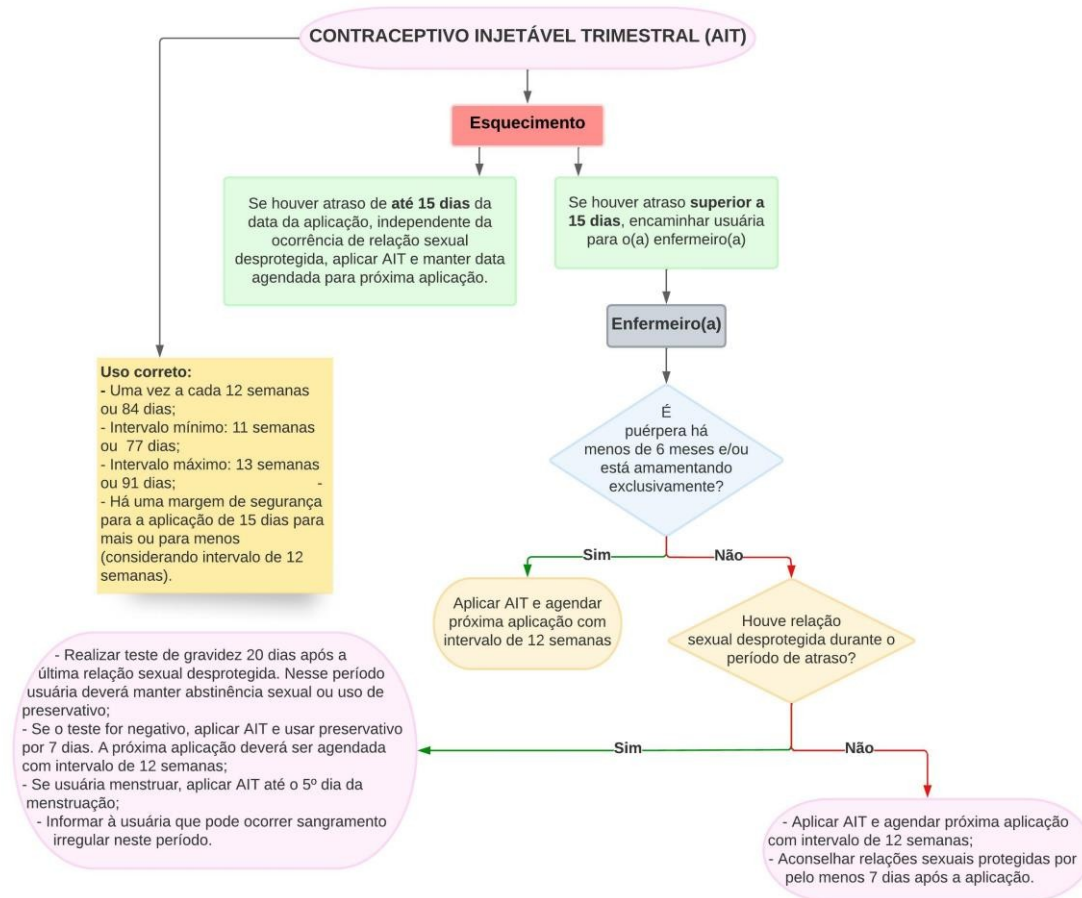 CONTRACEPTIVO INJETÁVEL TRIMESTRAL (AIT)
Esquecimento
Se houver atraso de até 15 dias da
data da aplicação, independente da
ocorrência de relação sexual
desprotegida, aplicar AIT e manter data
agendada para próxima aplicação.
Se houver atraso superior a
15 dias, encaminhar usuária
para o(a) enfermeiro(a)
Enfermeiro(a)
Uso correto:
- Uma vez a cada 12 semanas
ou 84 dias;
- Intervalo mínimo: 11 semanas
ou 77 dias;
- Intervalo máximo: 13 semanas
ou 91 dias; -
- Há uma margem de segurança
para a aplicação de 15 dias para
mais ou para menos
(considerando intervalo de 12
semanas).
É
puérpera há
menos de 6 meses e/ou
está amamentando
exclusivamente?
Sim
Não
Aplicar AIT e agendar
próxima aplicação com
intervalo de 12 semanas
Houve relação
sexual desprotegida durante o
período de atraso?
Sim
Não
- Realizar teste de gravidez 20 dias após a
última relação sexual desprotegida. Nesse período
usuária deverá manter abstinência sexual ou uso de
preservativo;
- Se o teste for negativo, aplicar AIT e usar preservativo
por 7 dias. A próxima aplicação deverá ser agendada
com intervalo de 12 semanas;
- Se usuária menstruar, aplicar AIT até o 5º dia da
menstruação;
- Informar à usuária que pode ocorrer sangramento
irregular neste período.
- Aplicar AIT e agendar próxima aplicação
com intervalo de 12 semanas;
- Aconselhar relações sexuais protegidas por
pelo menos 7 dias após a aplicação.